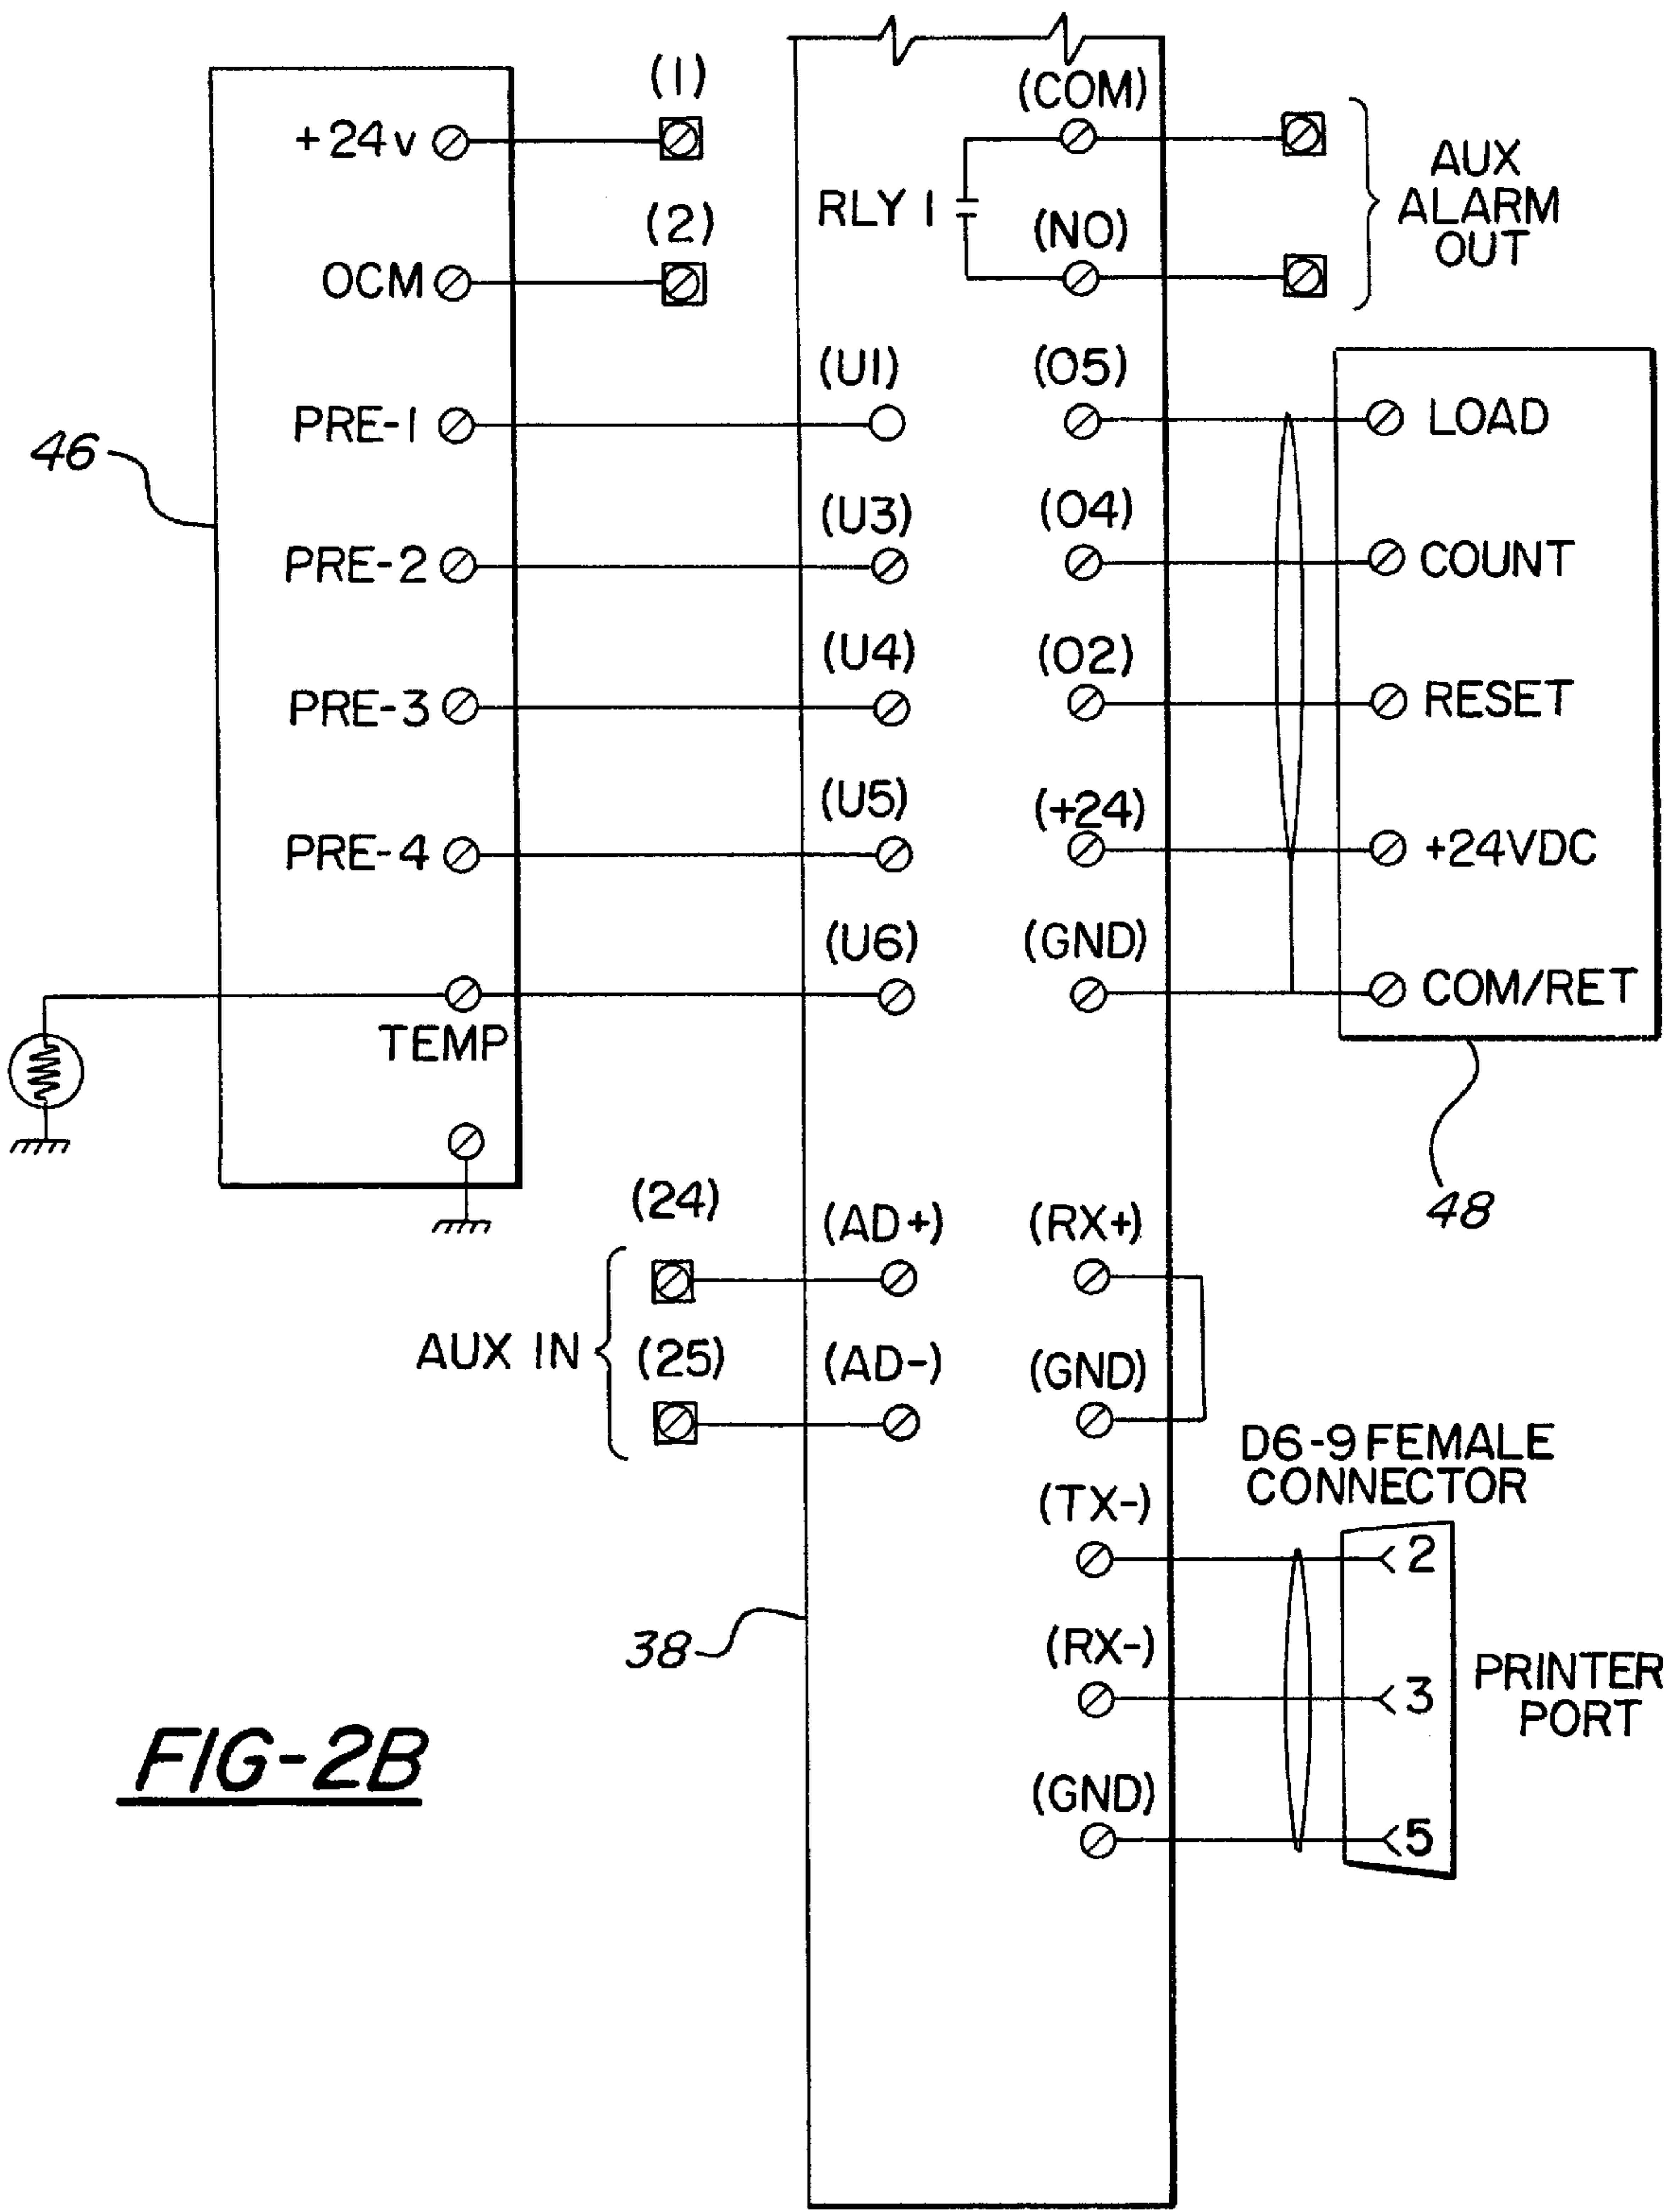 (1)
+24v
(2)
OCM
PRE-1
46
PRE-2
PRE-3
PRE-4
TEMP
(COM)
RLY 1
(NO)
AUX
ALARM
OUT
(U1)
(U3)
(U4)
(U5)
(U6)
(O5)
(O4)
(O2)
(+24)
(GND)
LOAD
COUNT
RESET
+24VDC
COM/RET
48
(24)
AUX IN
(25)
(AD+)
(AD-)
(RX+)
(GND)
38
(TX-)
(RX-)
(GND)
D6-9 FEMALE
CONNECTOR
2
3
5
PRINTER
PORT
FIG-2B